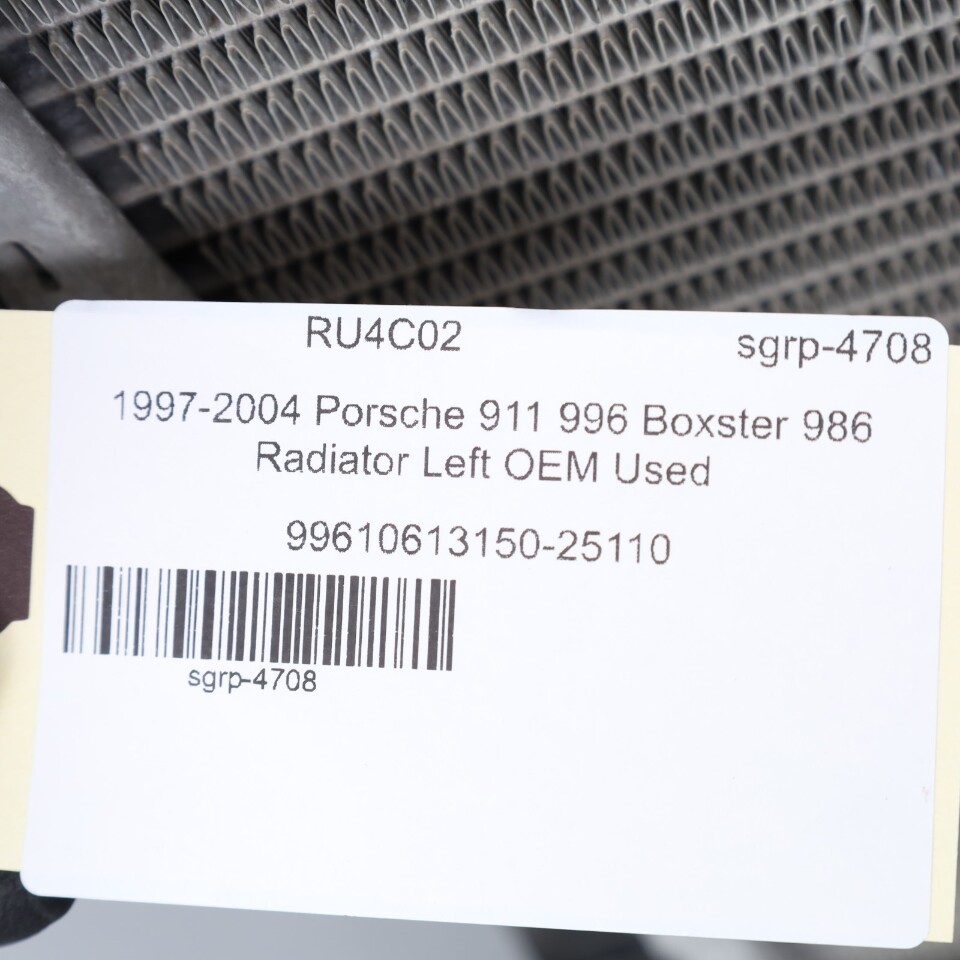 RU4C02 sgrp-4708
1997-2004 Porsche 911 996 Boxster 986
Radiator Left OEM Used
99610613150-25110
sgrp-4708